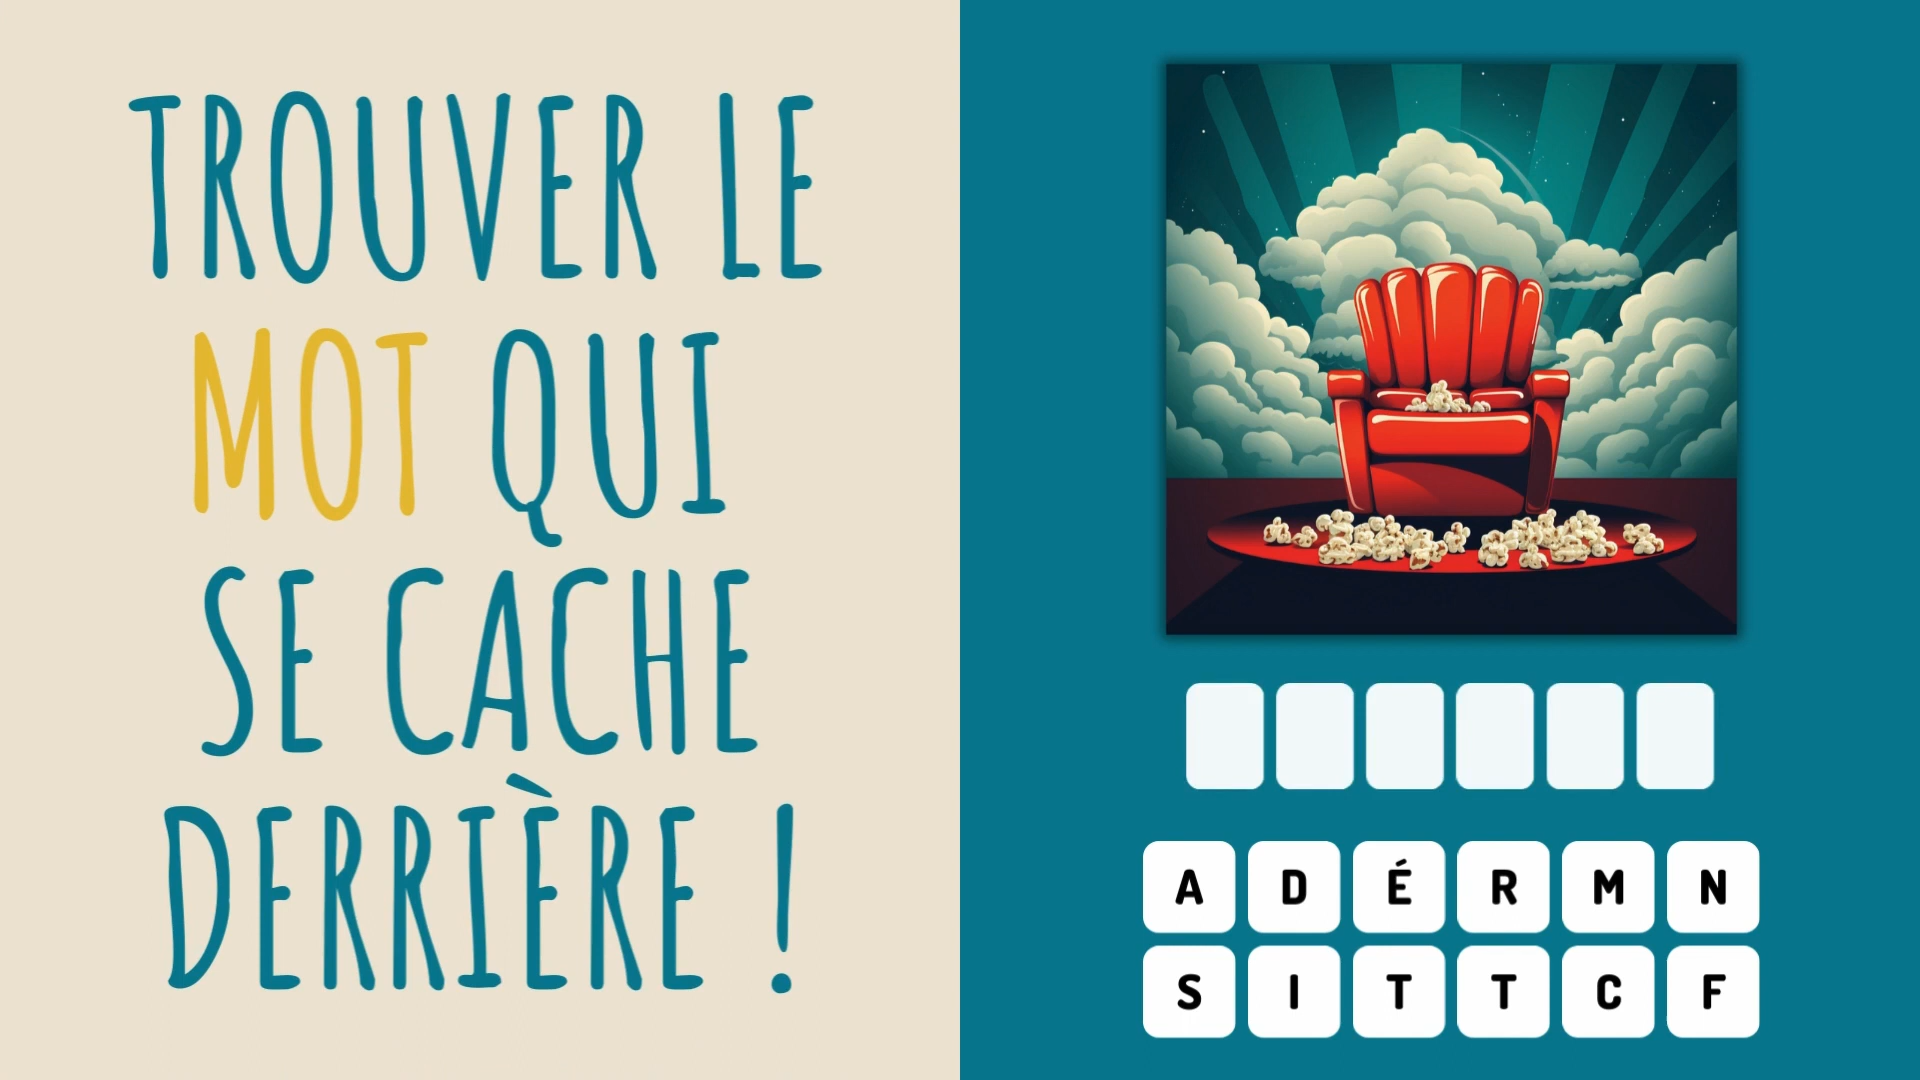 TROUVER LE
MOT QUI
SE CACHE
DERRIÈRE !
A D É R M N
S I T T C F